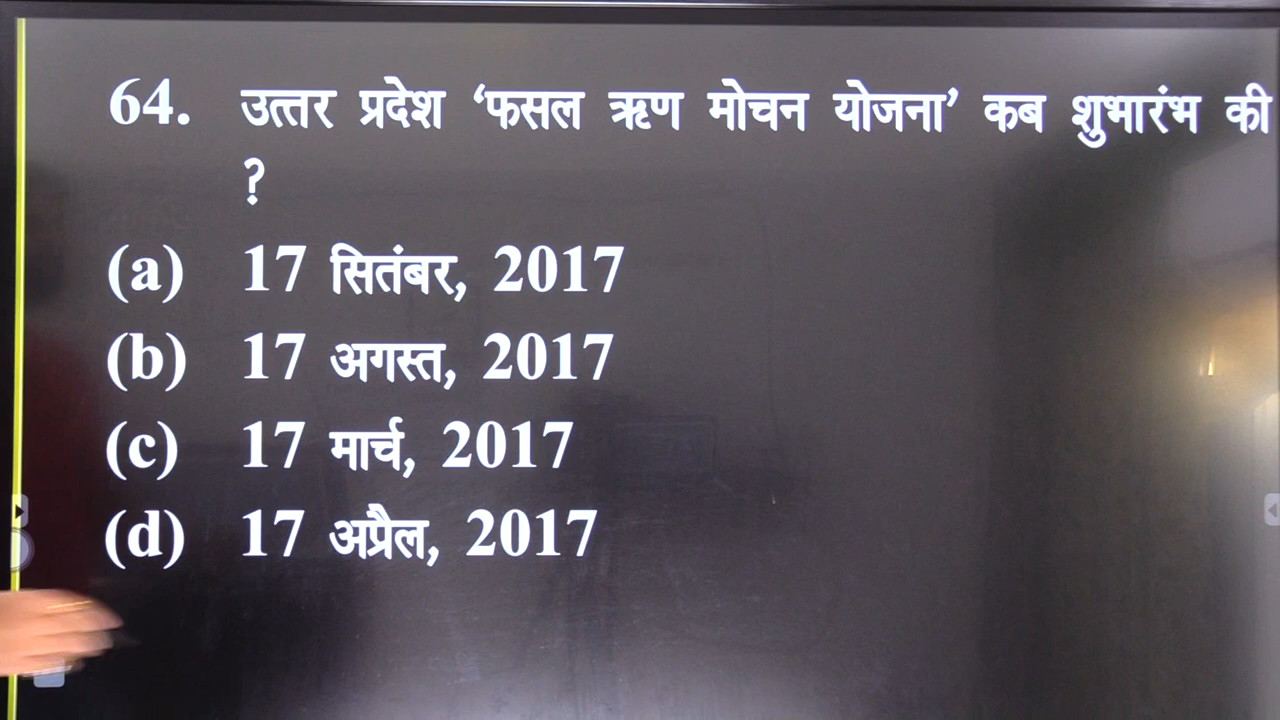 64. उत्तर प्रदेश ‘फसल ऋण मोचन योजना’ कब शुभारंभ की
?
(a) 17 सितंबर, 2017
(b) 17 अगस्त, 2017
(c) 17 मार्च, 2017
(d) 17 अप्रैल, 2017